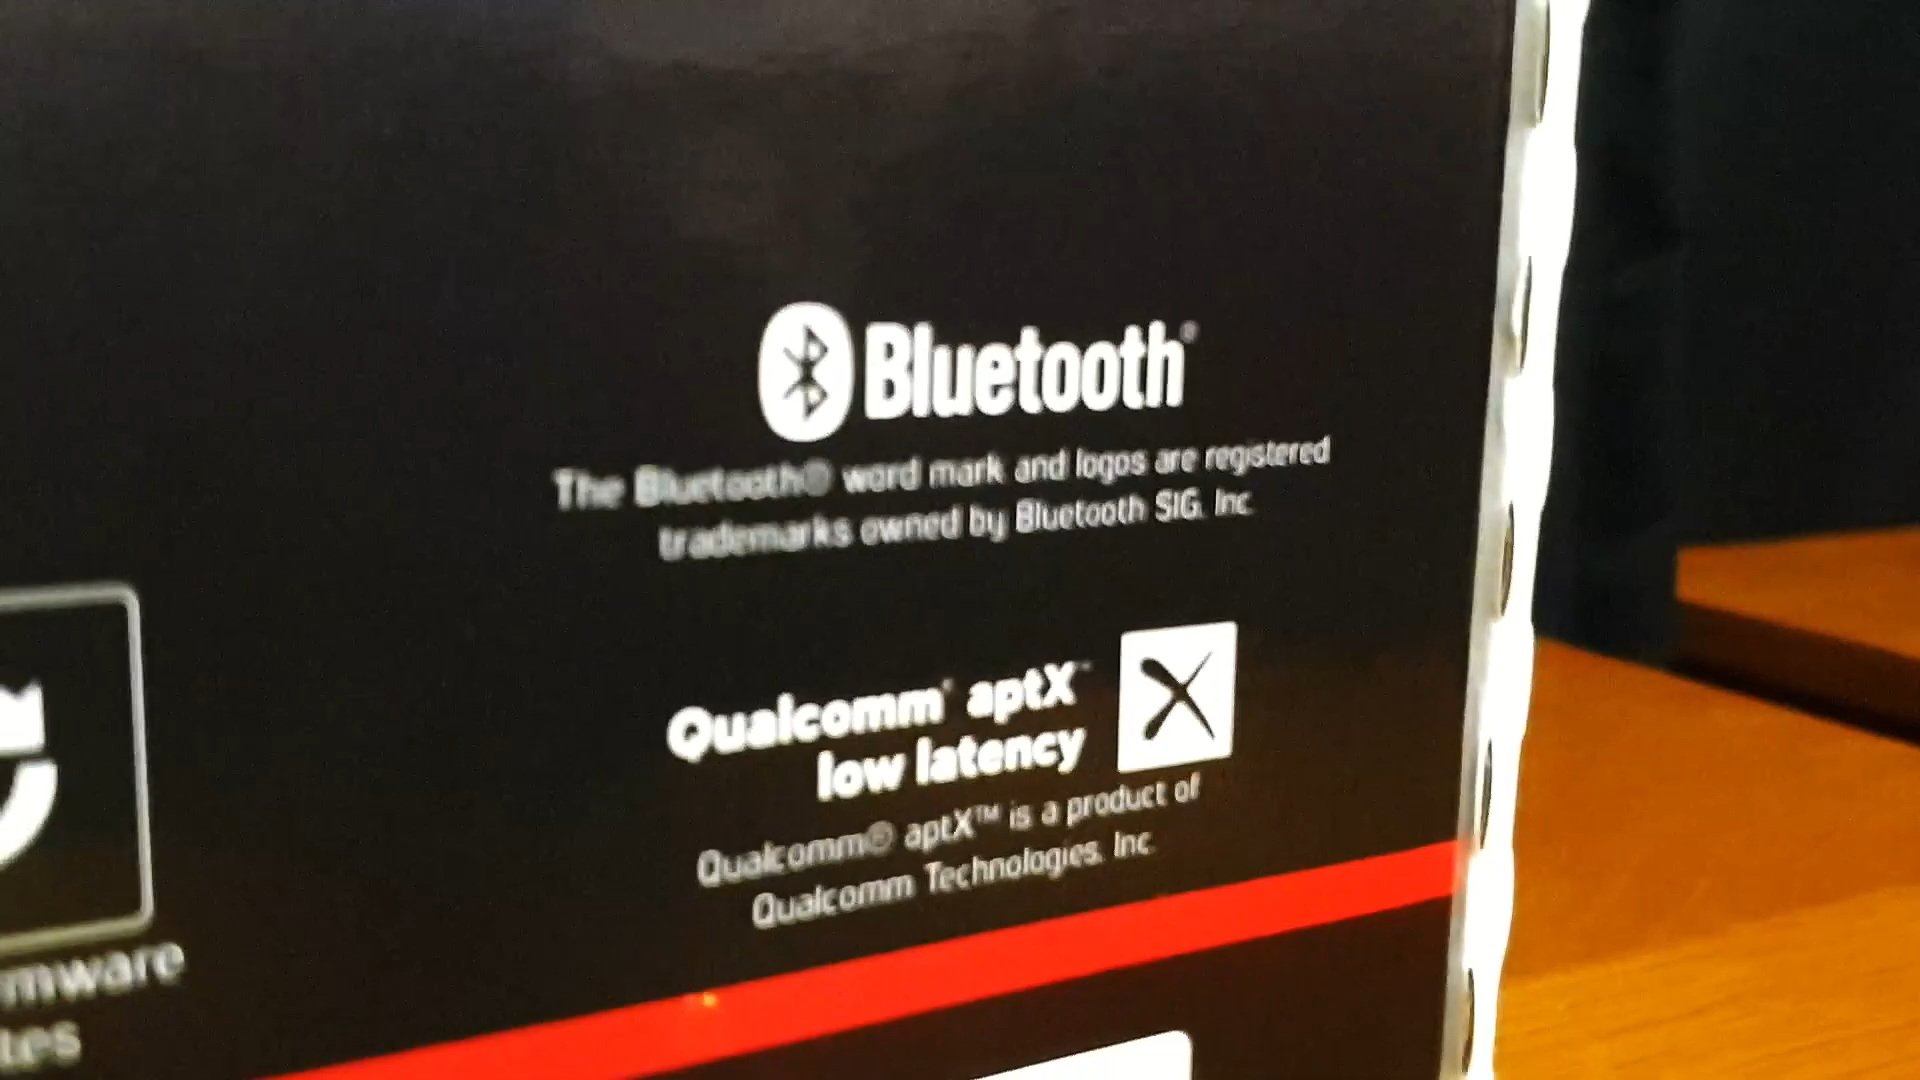 Bluetooth®
The Bluetooth® word mark and logos are registered
trademarks owned by Bluetooth SIG, Inc.
Qualcomm® aptX™
low latency
Qualcomm® aptX™ is a product of
Qualcomm Technologies, Inc.